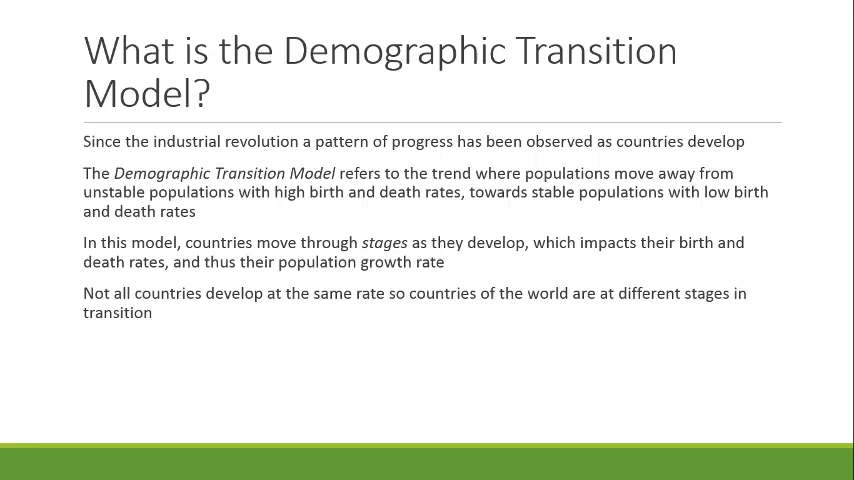 What is the Demographic Transition
Model?
Since the industrial revolution a pattern of progress has been observed as countries develop
The Demographic Transition Model refers to the trend where populations move away from
unstable populations with high birth and death rates, towards stable populations with low birth
and death rates
In this model, countries move through stages as they develop, which impacts their birth and
death rates, and thus their population growth rate
Not all countries develop at the same rate so countries of the world are at different stages in
transition